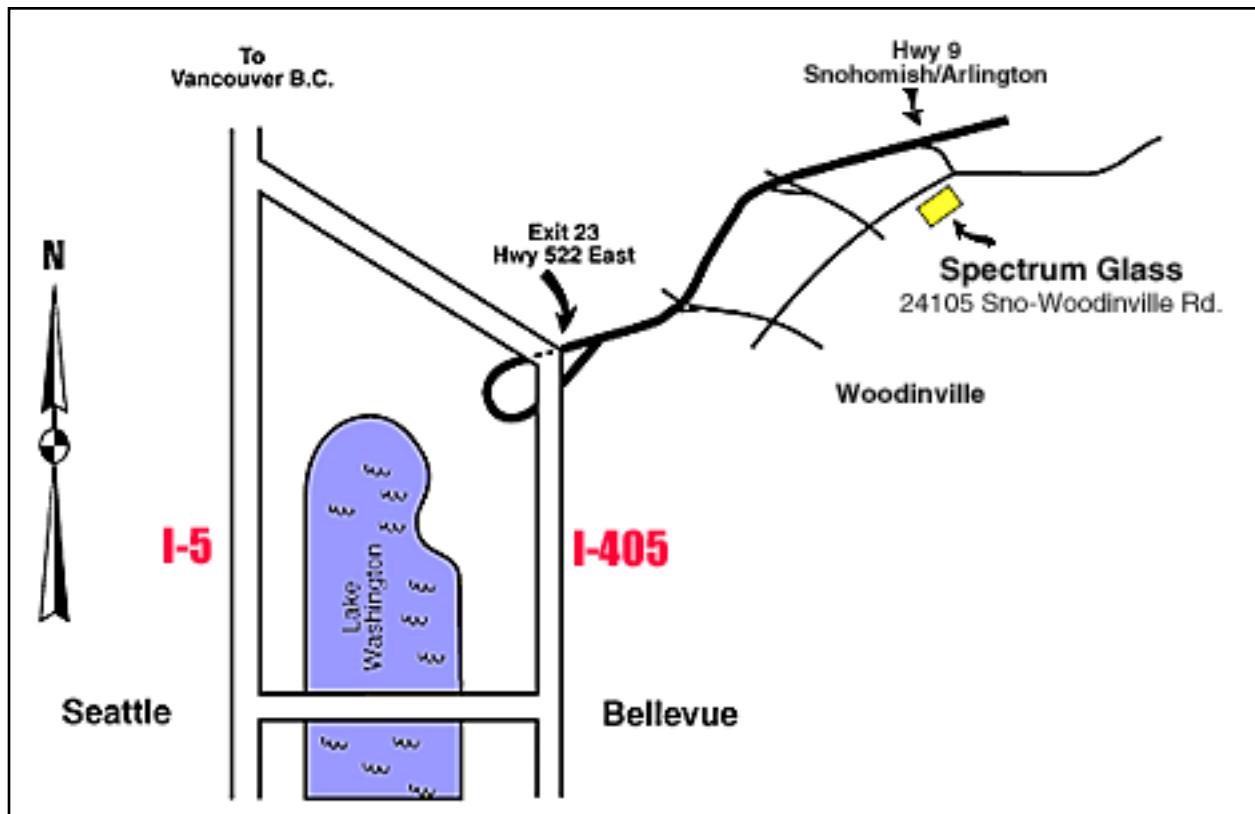 To
Vancouver B.C.
Hwy 9
Snohomish/Arlington
Exit 23
Hwy 522 East
N
Spectrum Glass
24105 Sno-Woodinville Rd.
Woodinville
I-5
I-405
Lake
Washington
Seattle
Bellevue